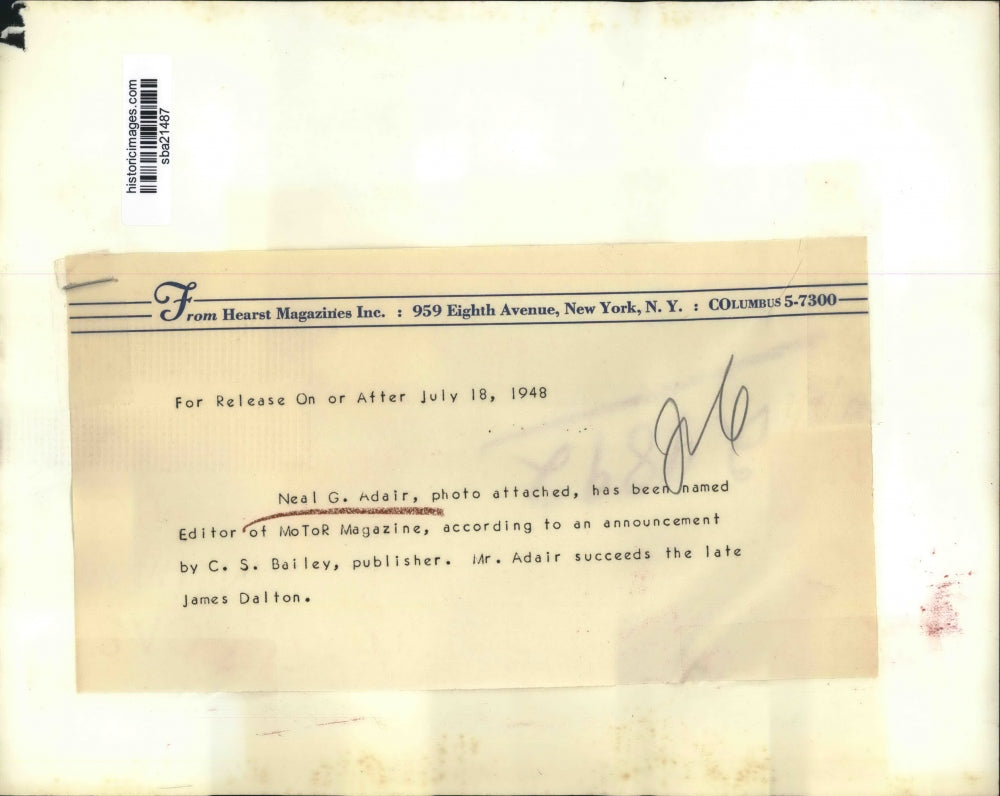 historicimages.com
sba21487
From Hearst Magazines Inc. : 959 Eighth Avenue, New York, N. Y. : COLUMBUS 5-7300
For Release On or After July 18, 1948
Neal G. Adair, photo attached, has been named
Editor of MoToR Magazine, according to an announcement
by C. S. Bailey, publisher. Mr. Adair succeeds the late
James Dalton.